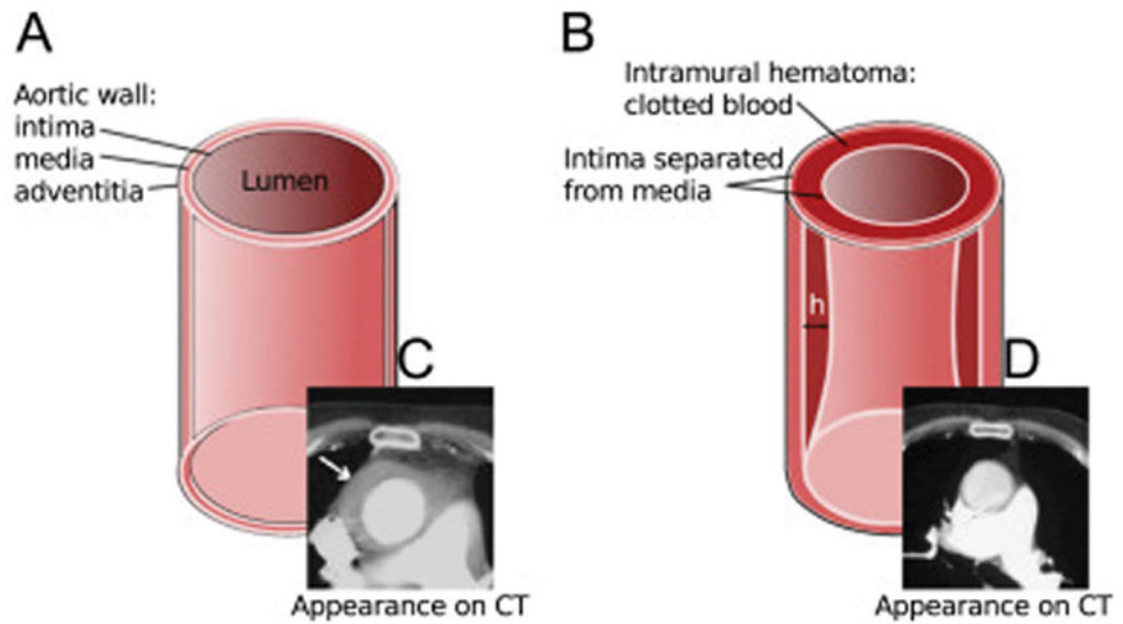 A
Aortic wall:
intima
media
adventitia
Lumen
C
Appearance on CT
B
Intramural hematoma:
clotted blood
Intima separated
from media
h
D
Appearance on CT